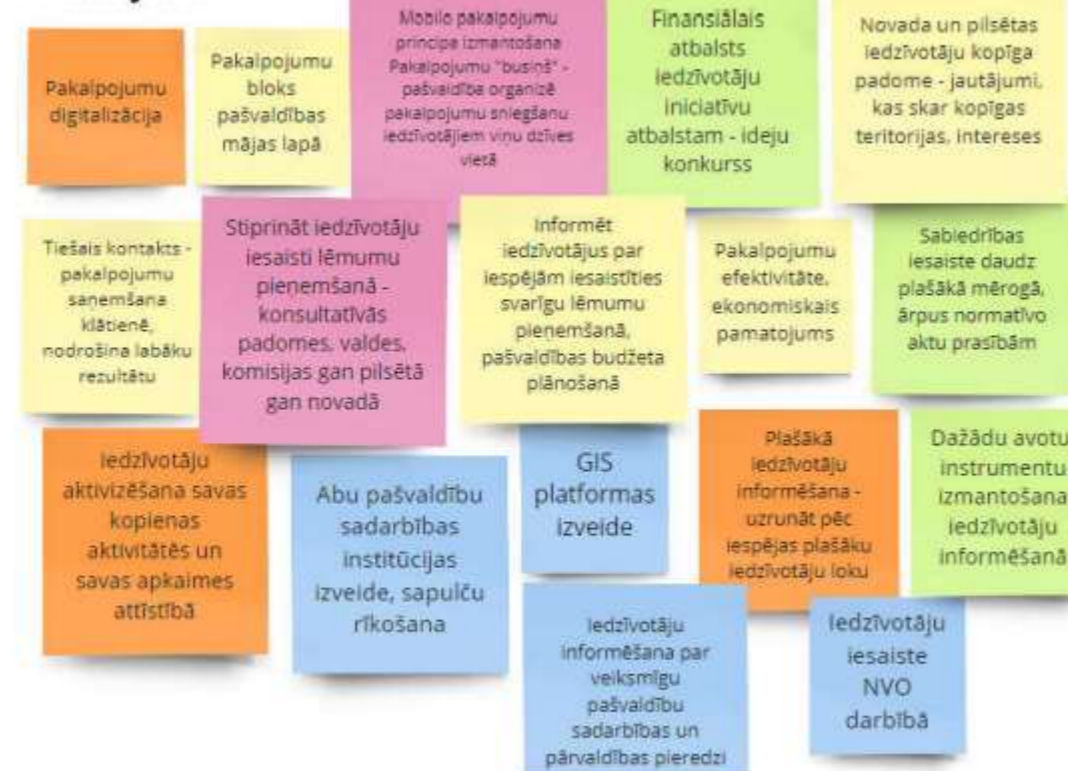 Pakalpojumu
digitalizācija
Pakalpojumu
bloks
pašvaldības
mājas lapā
Mobilo pakalpojumu
principa izmantošana
Pakalpojumu "busiņš" -
pašvaldība organizē
pakalpojumu sniegšanu
iedzīvotājiem viņu dzīves
vietā
Finansiālais
atbalsts
iedzīvotāju
iniciatīvu
atbalstam - ideju
konkurss
Novada un pilsētas
iedzīvotāju kopīga
padome - jautājumi,
kas skar kopīgas
teritorijas, intereses
Tiešais kontakts -
pakalpojumu
saņemšana
klātienē,
nodrošina labāku
rezultātu
Stiprināt iedzīvotāju
iesaisti lēmumu
pieņemšanā -
konsultatīvās
padomes, valdes,
komisijas gan pilsētā
gan novadā
Informēt
iedzīvotājus par
iespējām iesaistīties
svarīgu lēmumu
pieņemšanā,
pašvaldības budžeta
plānošanā
Pakalpojumu
efektivitāte,
ekonomiskais
pamatojums
Sabiedrības
iesaiste daudz
plašākā mērogā,
ārpus normatīvo
aktu prasībām
Iedzīvotāju
aktivizēšana savas
kopienas
aktivitātēs un
savas apkaimes
attīstībā
Abu pašvaldību
sadarbības
institūcijas
izveide, sapulču
rīkošana
GIS
platformas
izveide
Plašākā
iedzīvotāju
informēšana -
uzrunāt pēc
iespējas plašāku
iedzīvotāju loku
Dažādu avotu
instrumentu
izmantošana
iedzīvotāju
informēšanā
Iedzīvotāju
informēšana par
veiksmīgu
pašvaldību
sadarbības un
pārvaldības pieredzi
Iedzīvotāju
iesaiste
NVO
darbībā